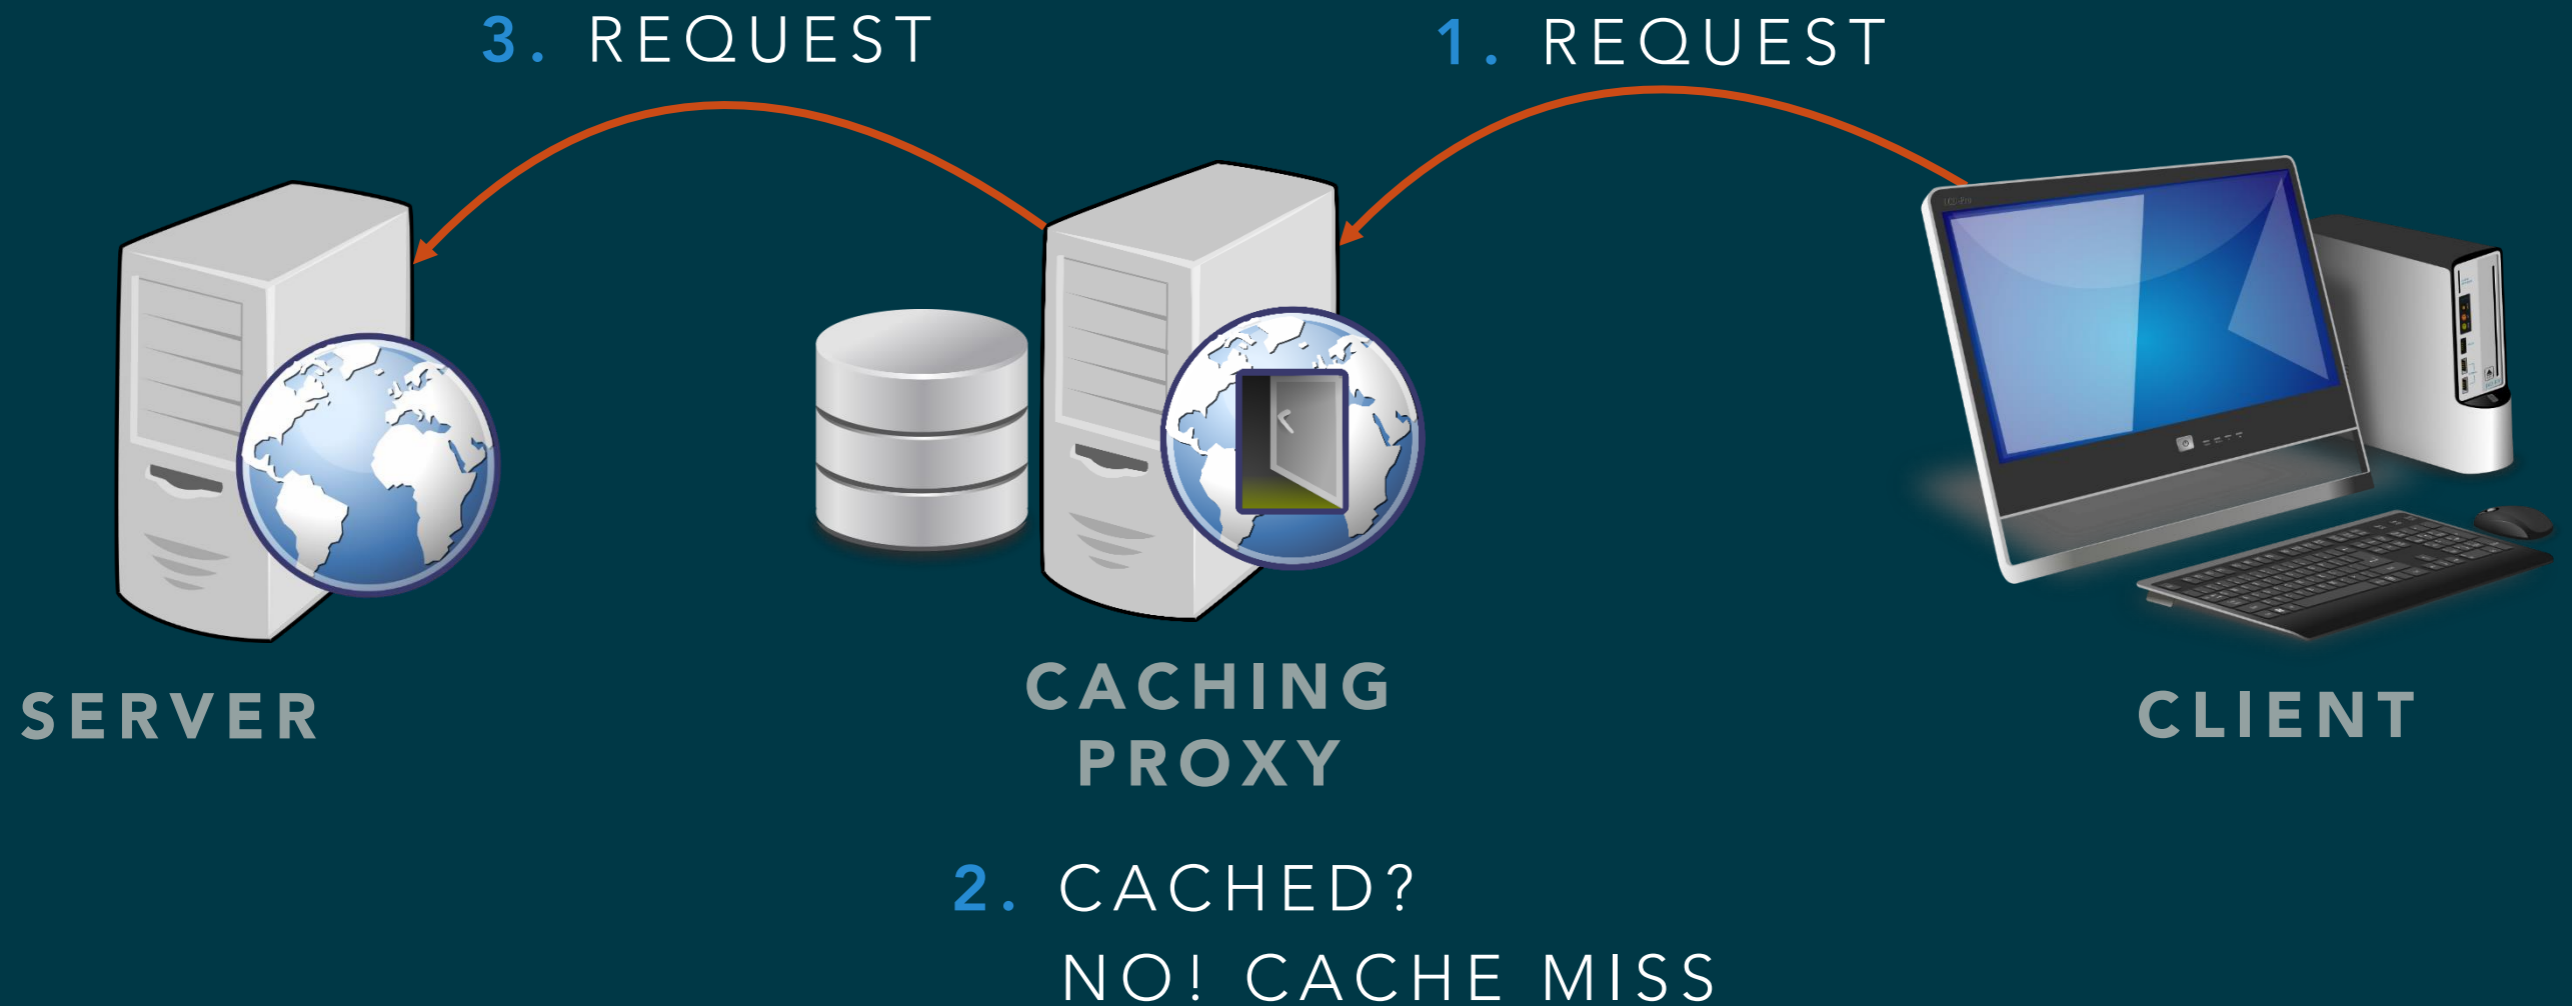 3. REQUEST
1. REQUEST
SERVER
CACHING
PROXY
CLIENT
2. CACHED?
NO! CACHE MISS